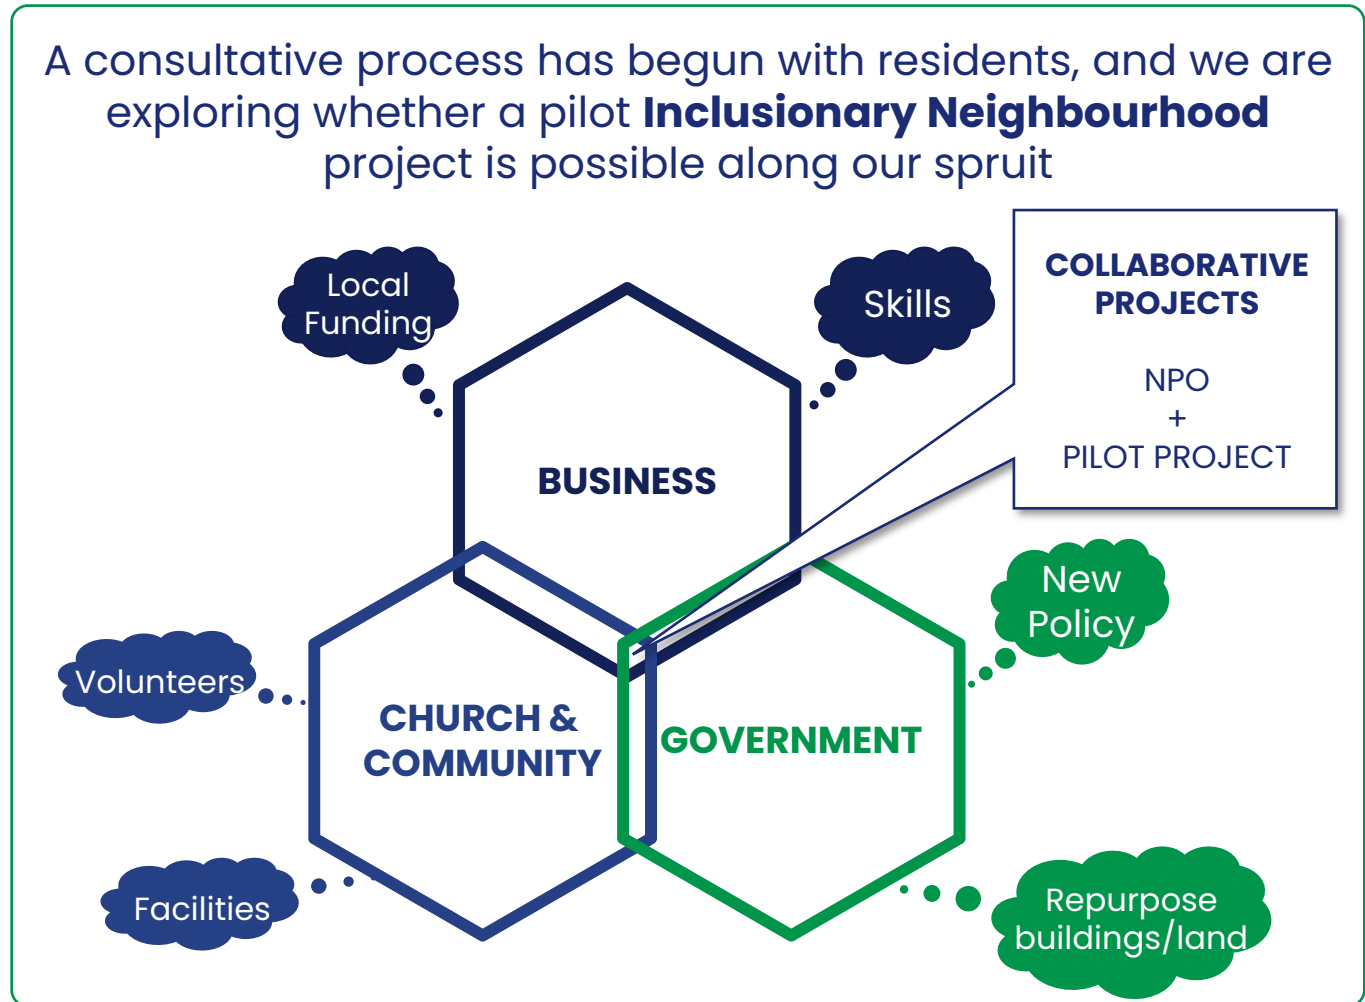 A consultative process has begun with residents, and we are
exploring whether a pilot Inclusionary Neighbourhood
project is possible along our spruit
Local
Funding
Skills
COLLABORATIVE
PROJECTS
NPO
+
PILOT PROJECT
BUSINESS
New
Policy
Volunteers
CHURCH &
COMMUNITY
GOVERNMENT
Facilities
Repurpose
buildings/land